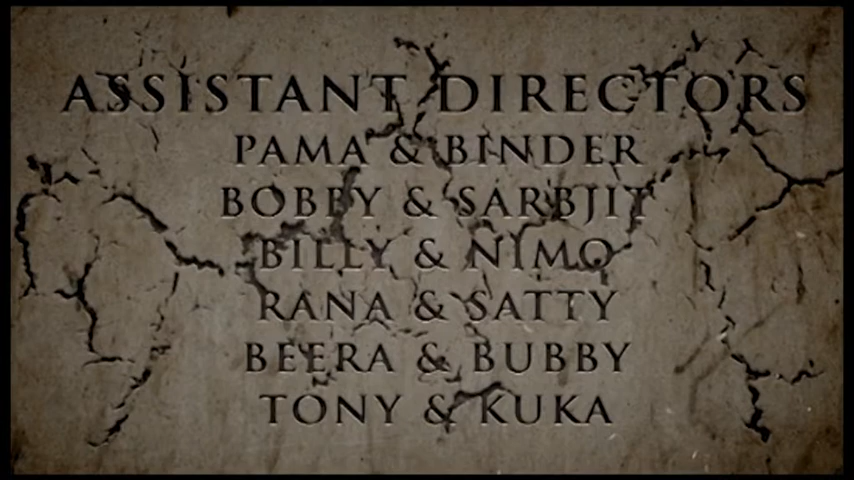 ASSISTANT DIRECTORS
PAMA & BINDER
BOBBY & SARBJIT
BILLY & NIMO
RANA & SATTY
BEERA & BUBBY
TONY & KUKA